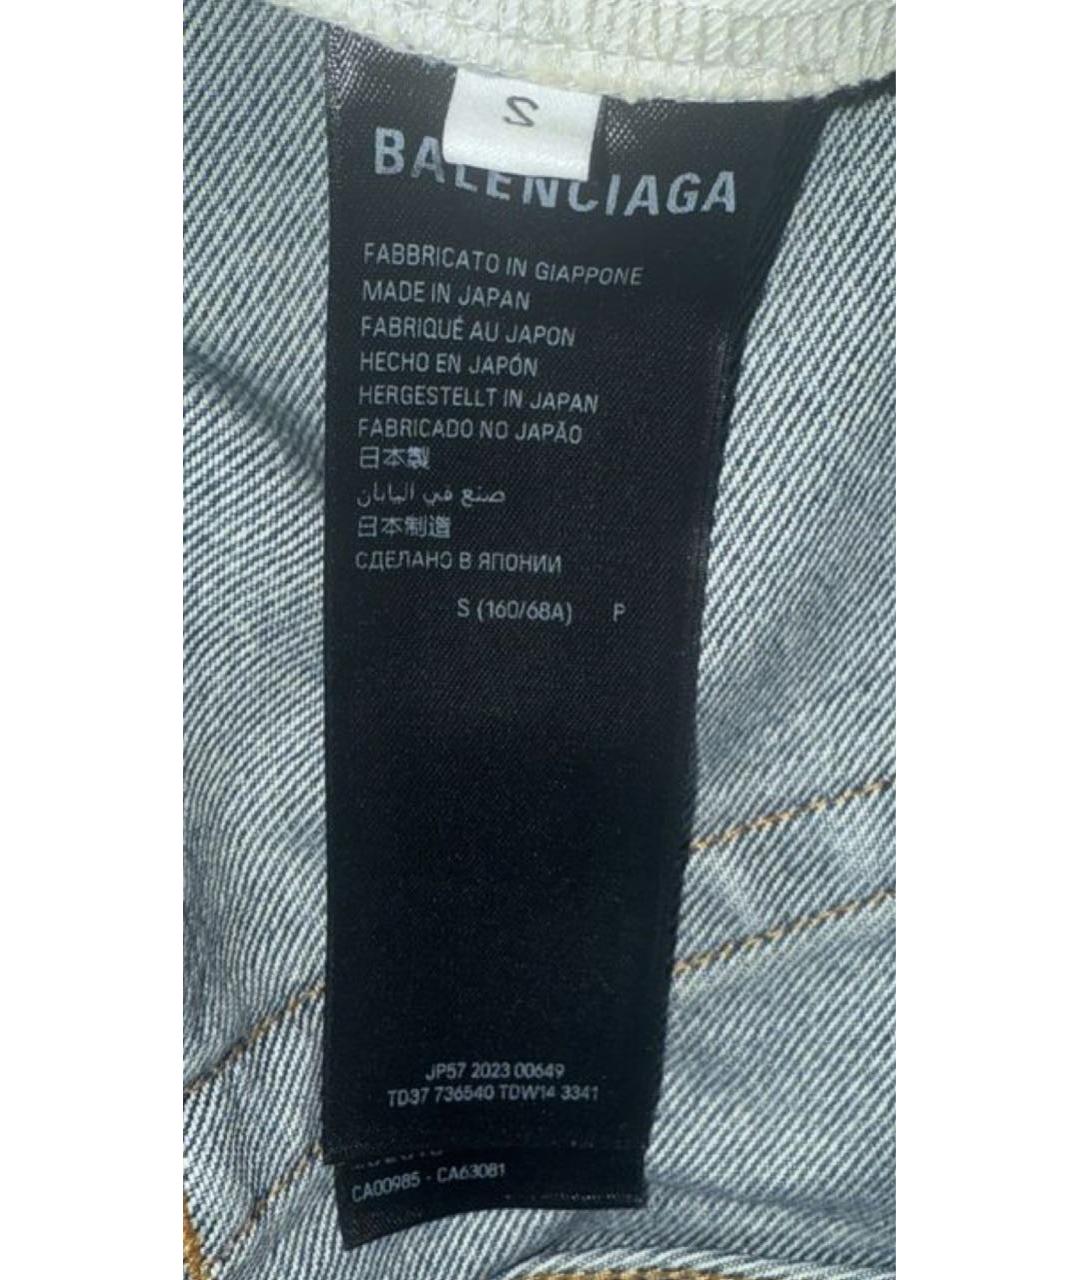 S
BALENCIAGA
FABBRICATO IN GIAPPONE
MADE IN JAPAN
FABRIQUÉ AU JAPON
HECHO EN JAPÓN
HERGESTELLT IN JAPAN
FABRICADO NO JAPÃO
日本製
صنع في اليابان
日本制造
СДЕЛАНО В ЯПОНИИ
S (160/68A) P
JP57 2023 00649
TD37 736540 TDW14 3341
CA00985 - CA63081